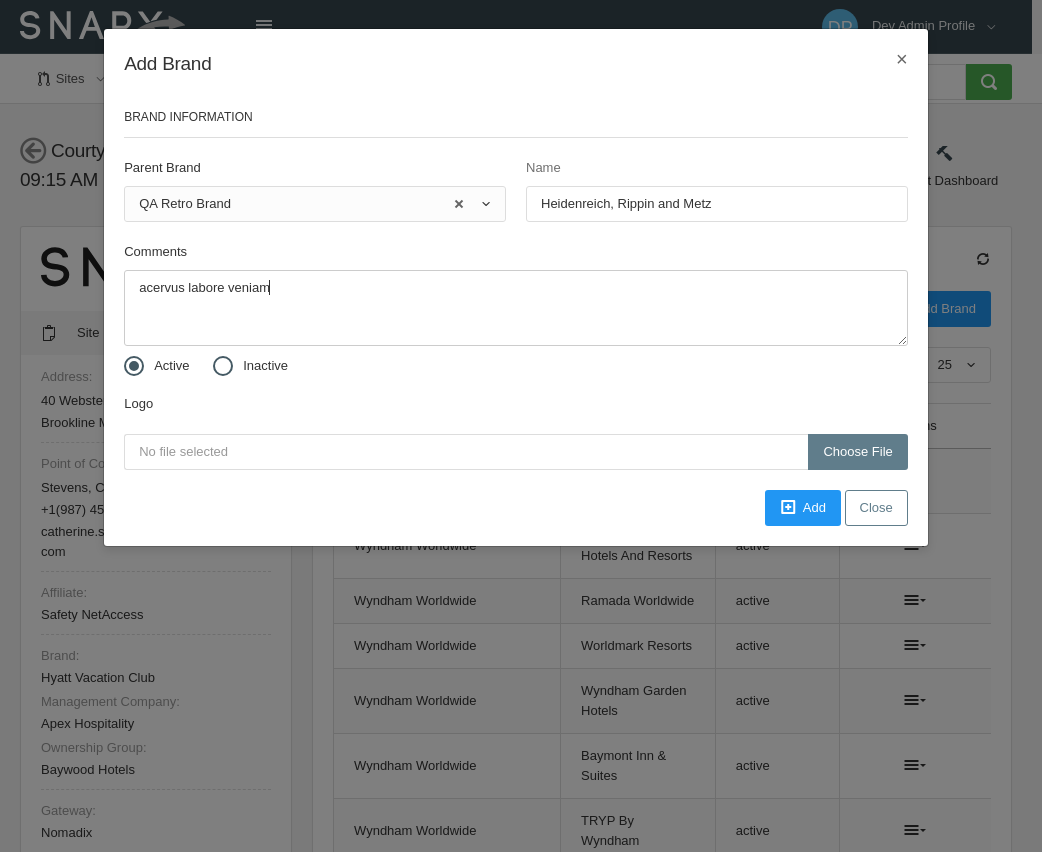 SNAPX
DP
Dev Admin Profile
Add Brand
×
Sites
BRAND INFORMATION
Courty
09:15 AM
t Dashboard
Parent Brand
Name
QA Retro Brand
Heidenreich, Rippin and Metz
Comments
acervus labore veniam
SN
dd Brand
Site
Active
Inactive
25
Address:
40 Webste
Brookline M
Logo
ns
No file selected
Choose File
Point of Co
Stevens, C
+1(987) 45
catherine.s
com
Add
Close
Wyndham Worldwide
Hotels And Resorts
active
Affiliate:
Safety NetAccess
Wyndham Worldwide
Ramada Worldwide
active
Brand:
Hyatt Vacation Club
Wyndham Worldwide
Worldmark Resorts
active
Management Company:
Apex Hospitality
Wyndham Worldwide
Wyndham Garden
Hotels
active
Ownership Group:
Baywood Hotels
Wyndham Worldwide
Baymont Inn &
Suites
active
Gateway:
Nomadix
Wyndham Worldwide
TRYP By
Wyndham
active